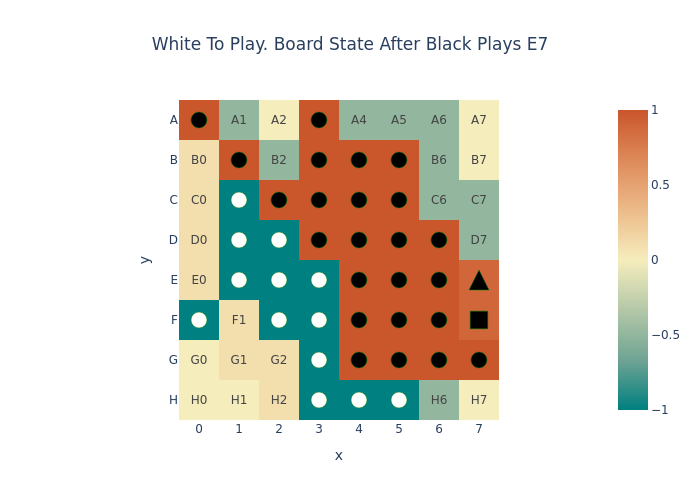 White To Play. Board State After Black Plays E7
A A1 A2 A4 A5 A6 A7
B B0 B2 B6 B7
C C0 C6 C7
D D0 D7
E E0
F F1
G G0 G1 G2
H H0 H1 H2 H6 H7
0 1 2 3 4 5 6 7
x
y
1
0.5
0
−0.5
−1